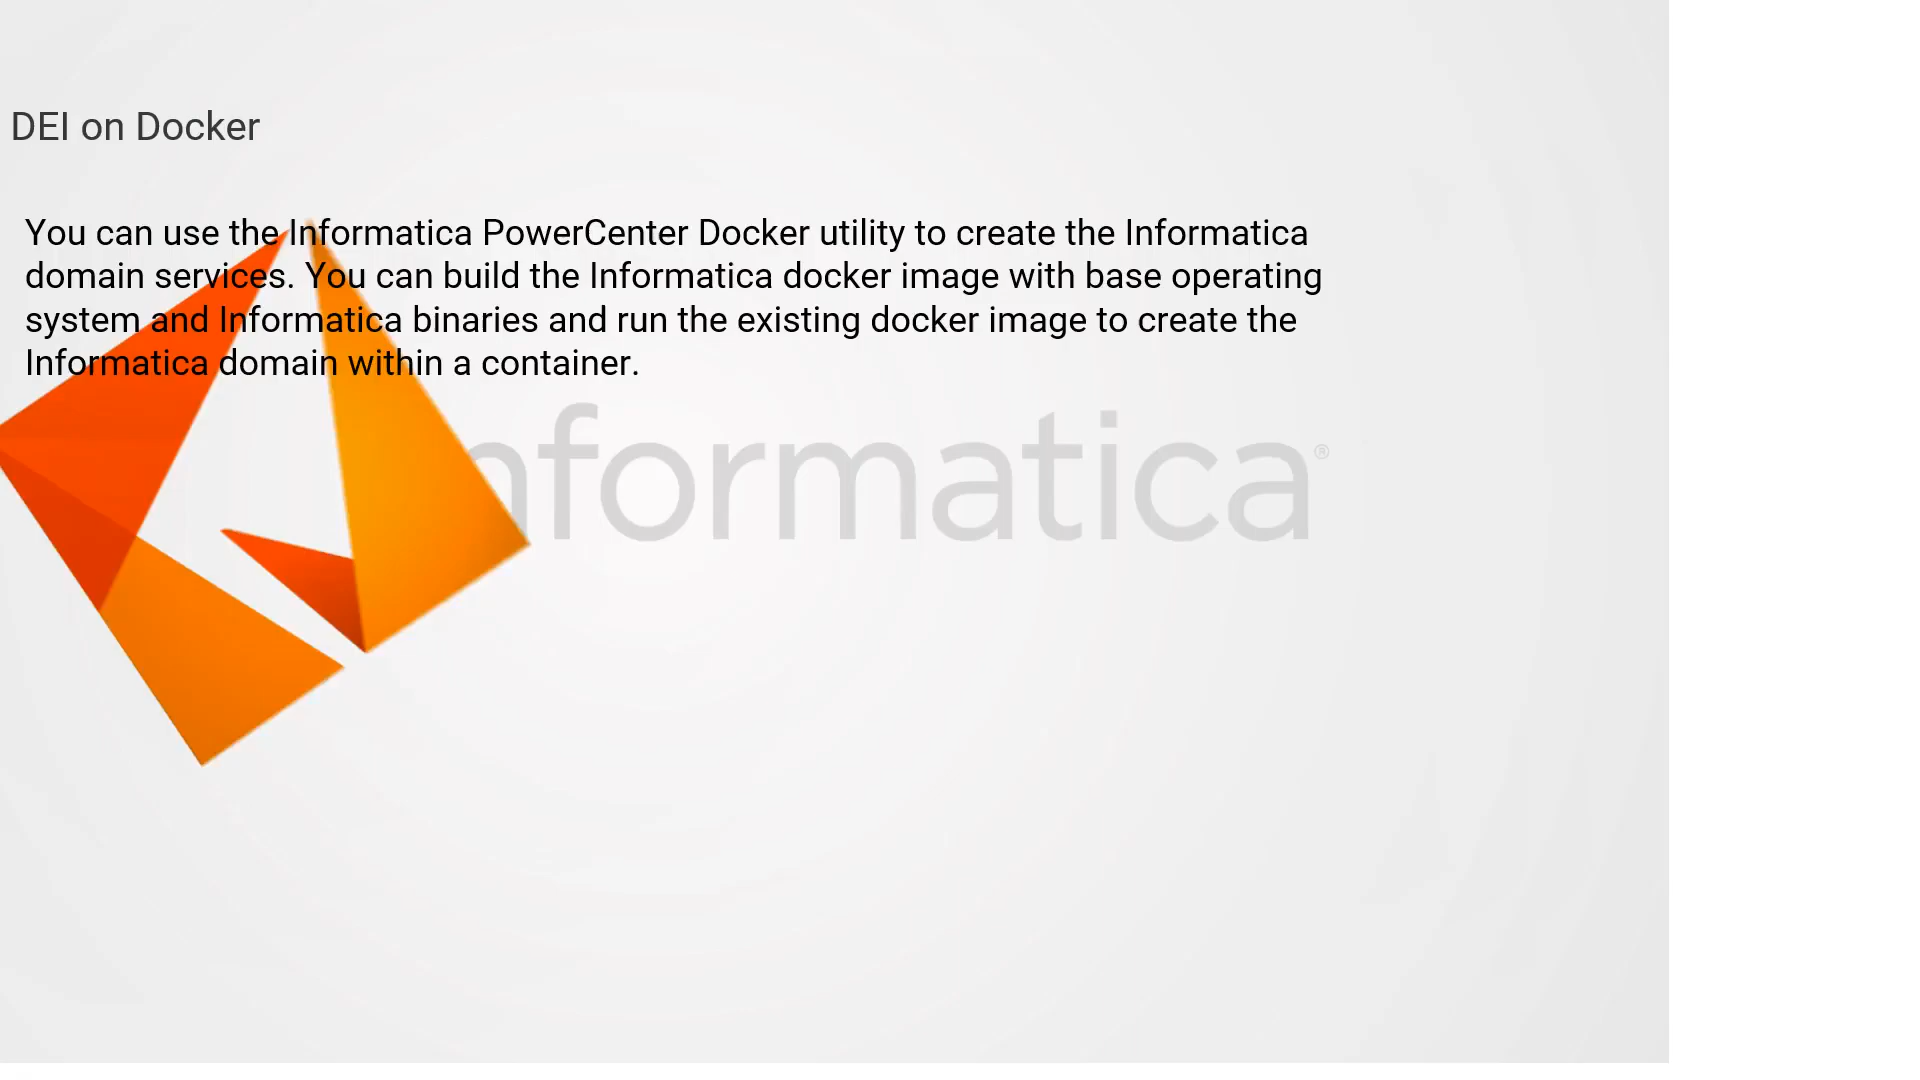 DEI on Docker
You can use the Informatica PowerCenter Docker utility to create the Informatica
domain services. You can build the Informatica docker image with base operating
system and Informatica binaries and run the existing docker image to create the
Informatica domain within a container.
nformatica®